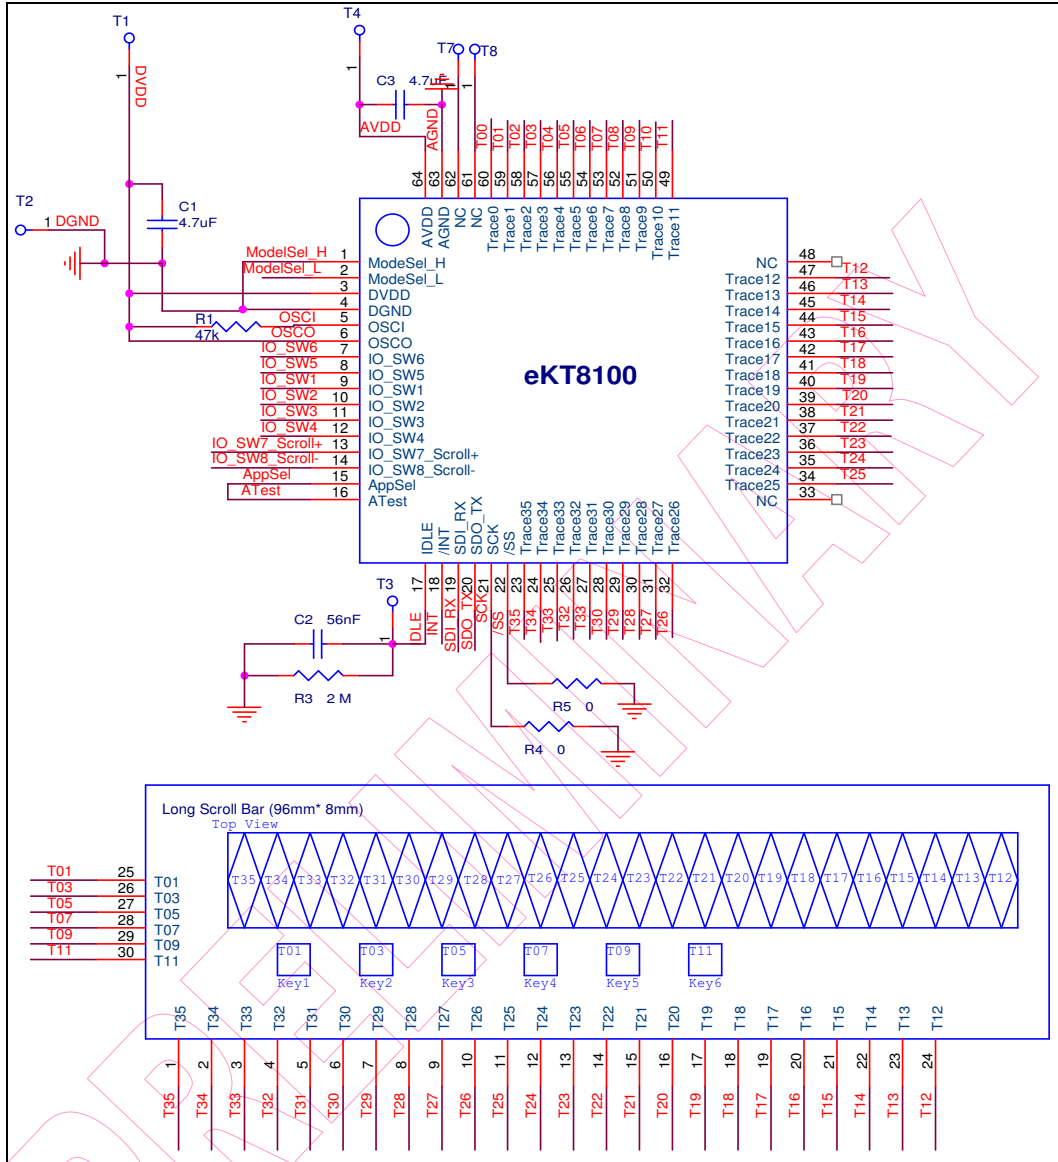 T1
T4
T7
T8
1
DVDD
1
C3
4.7uF
1
1
AVDD
AGND
T00
T01
T02
T03
T04
T05
T06
T07
T08
T09
T10
T11
64
63
62
61
60
59
58
57
56
55
54
53
52
51
50
49
AVDD
AGND
NC
NC
Trace0
Trace1
Trace2
Trace3
Trace4
Trace5
Trace6
Trace7
Trace8
Trace9
Trace10
Trace11
T2
1
DGND
C1
4.7uF
ModelSel_H
1
ModeSel_H
ModelSel_L
2
ModeSel_L
3
DVDD
4
DGND
R1
47k
OSCI
5
OSCI
OSCO
6
OSCO
IO_SW6
7
IO_SW6
IO_SW5
8
IO_SW5
IO_SW1
9
IO_SW1
IO_SW2
10
IO_SW2
IO_SW3
11
IO_SW3
IO_SW4
12
IO_SW4
IO_SW7_Scroll+
13
IO_SW7_Scroll+
IO_SW8_Scroll-
14
IO_SW8_Scroll-
AppSel
15
AppSel
ATest
16
ATest
eKT8100
NC
48
Trace12
47
T12
Trace13
46
T13
Trace14
45
T14
Trace15
44
T15
Trace16
43
T16
Trace17
42
T17
Trace18
41
T18
Trace19
40
T19
Trace20
39
T20
Trace21
38
T21
Trace22
37
T22
Trace23
36
T23
Trace24
35
T24
Trace25
34
T25
NC
33
IDLE
/INT
SDI_RX
SDO_TX
SCK
/SS
Trace35
Trace34
Trace33
Trace32
Trace31
Trace30
Trace29
Trace28
Trace27
Trace26
17
18
19
20
21
22
23
24
25
26
27
28
29
30
31
32
IDLE
INT
SDI_RX
SDO_TX
SCK
/SS
T35
T34
T33
T32
T33
T30
T29
T28
T27
T26
T3
1
C2
56nF
R3
2 M
R5
0
R4
0
Long Scroll Bar (96mm* 8mm)
Top View
T35
T34
T33
T32
T31
T30
T29
T28
T27
T26
T25
T24
T23
T22
T21
T20
T19
T18
T17
T16
T15
T14
T13
T12
T01
25
T01
T03
26
T03
T05
27
T05
T07
28
T07
T09
29
T09
T11
30
T11
T01
T03
T05
T07
T09
T11
Key1
Key2
Key3
Key4
Key5
Key6
T35
T34
T33
T32
T31
T30
T29
T28
T27
T26
T25
T24
T23
T22
T21
T20
T19
T18
T17
T16
T15
T14
T13
T12
1
2
3
4
5
6
7
8
9
10
11
12
13
14
15
16
17
18
19
20
21
22
23
24
T35
T34
T33
T32
T31
T30
T29
T28
T27
T26
T25
T24
T23
T22
T21
T20
T19
T18
T17
T16
T15
T14
T13
T12
PRELIMINARY